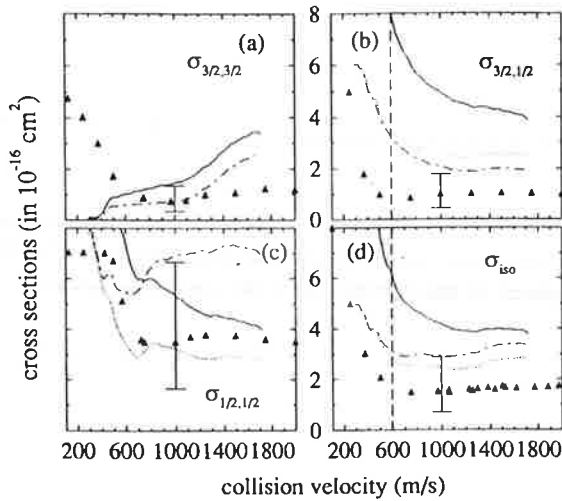 8
(a)
(b)
σ3/2,3/2
σ3/2,1/2
6
4
2
0
(c)
(d)
σiso
6
4
2
σ1/2,1/2
0
200 600 1000 1400 1800
200 600 1000 1400 1800
collision velocity (m/s)
cross sections (in 10-16 cm2)